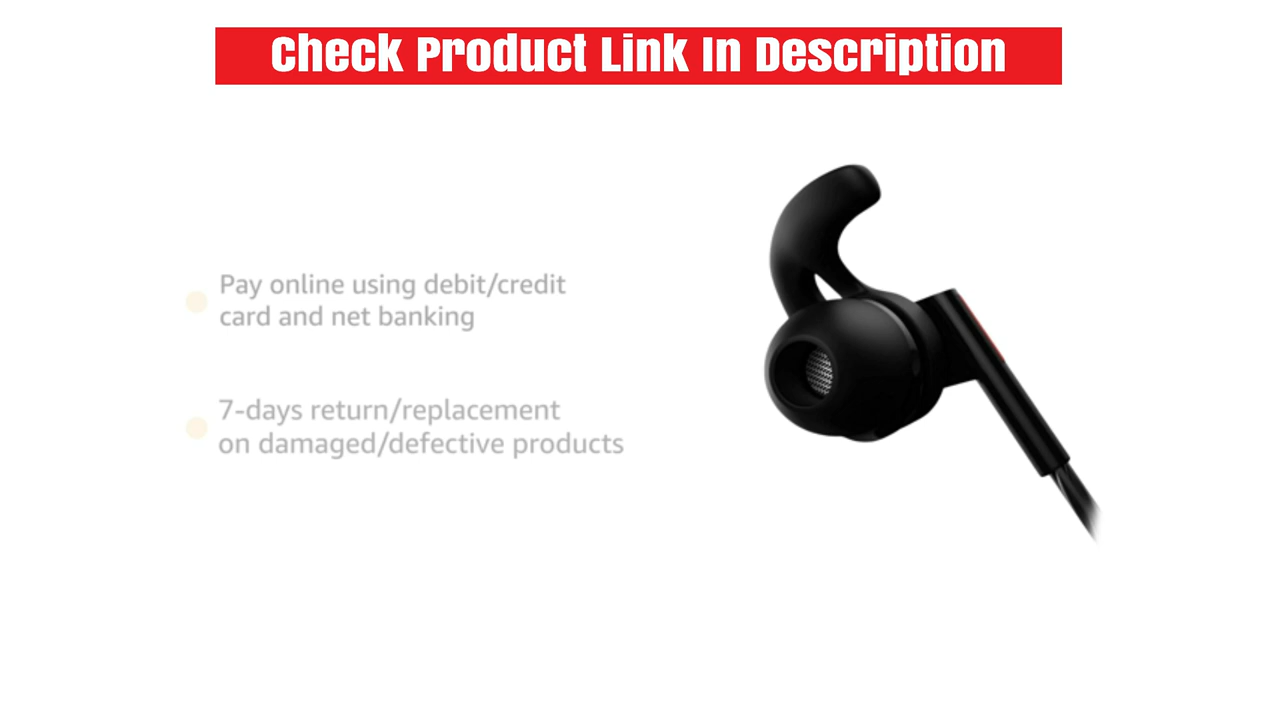 Check Product Link In Description
Pay online using debit/credit
card and net banking
7-days return/replacement
on damaged/defective products